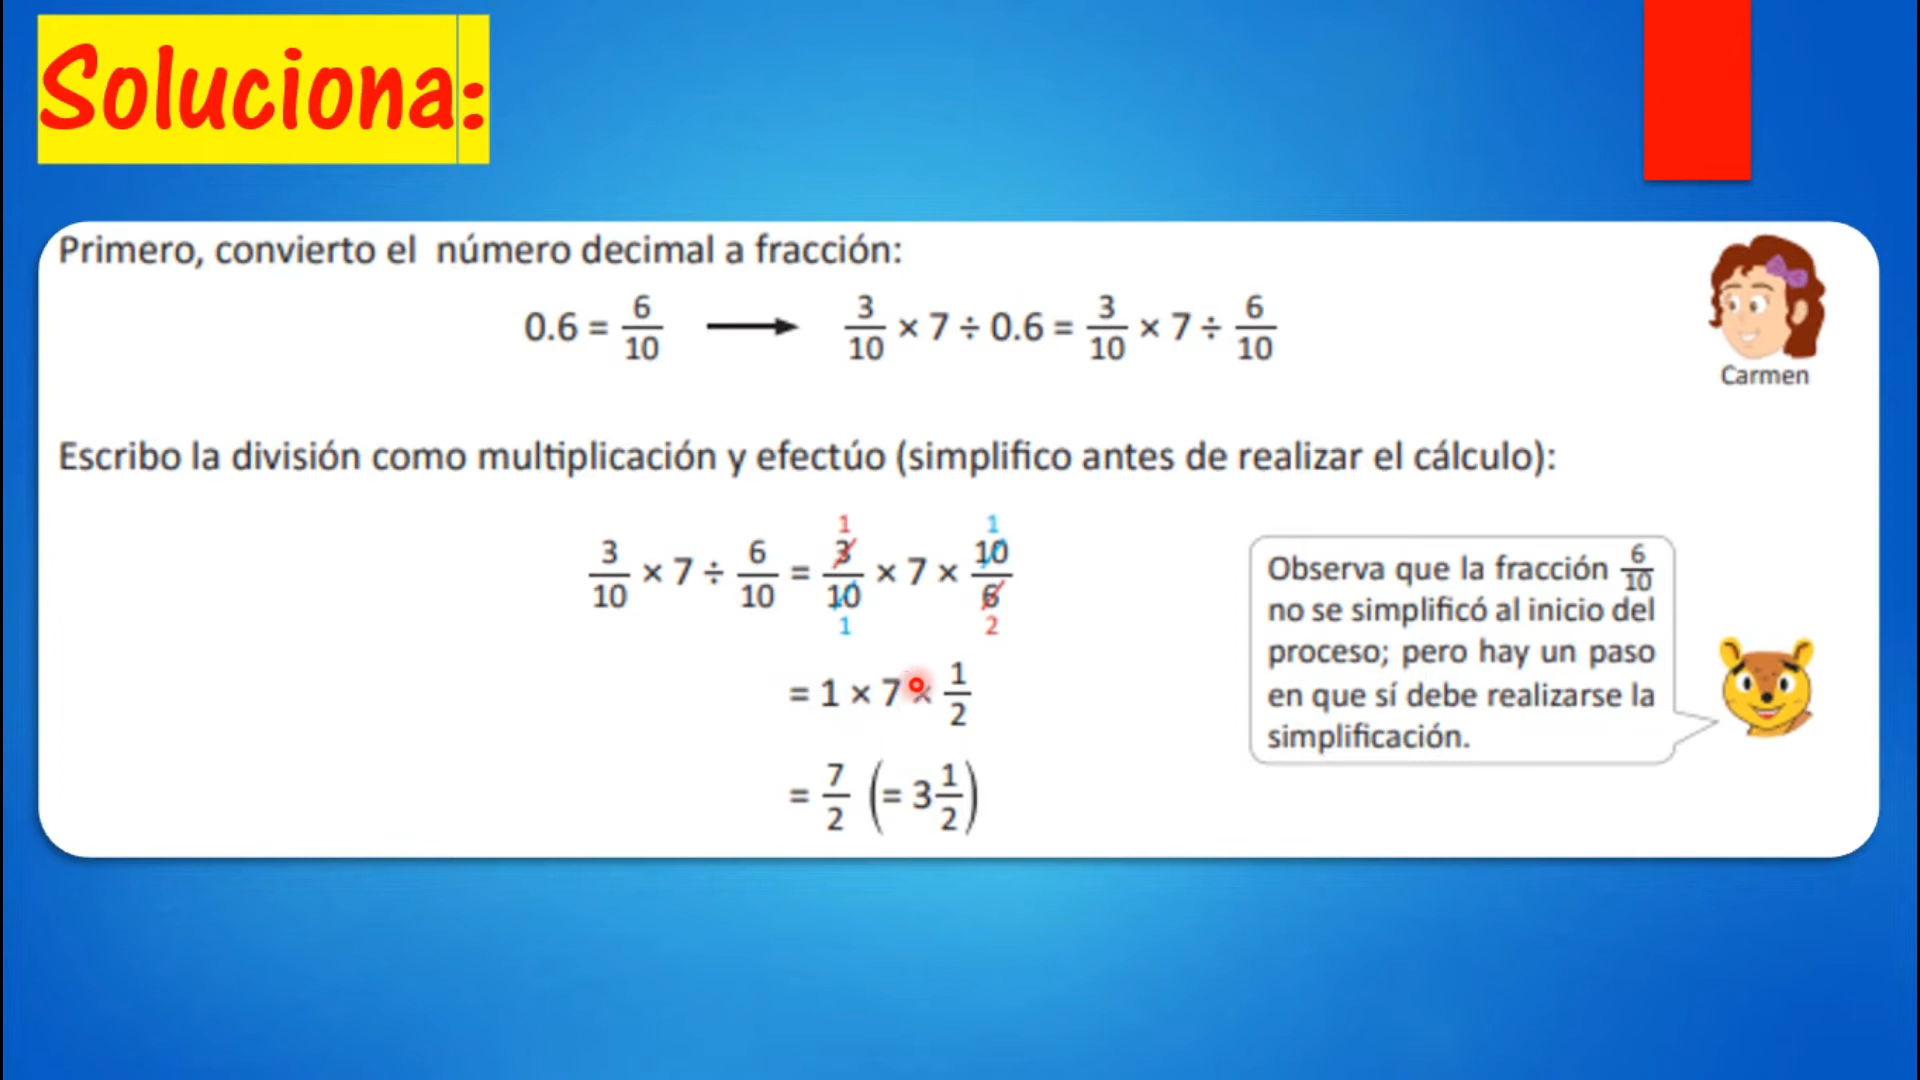 Soluciona:
Primero, convierto el número decimal a fracción:
0.6 = 6/10 ⟶ 3/10 × 7 ÷ 0.6 = 3/10 × 7 ÷ 6/10
Carmen
Escribo la división como multiplicación y efectúo (simplifico antes de realizar el cálculo):
1 1
3/10 × 7 ÷ 6/10 = 3/10 × 7 × 10/6
1 2
= 1 × 7 × 1/2
= 7/2 (= 3 1/2)
Observa que la fracción 6/10
no se simplificó al inicio del
proceso; pero hay un paso
en que sí debe realizarse la
simplificación.